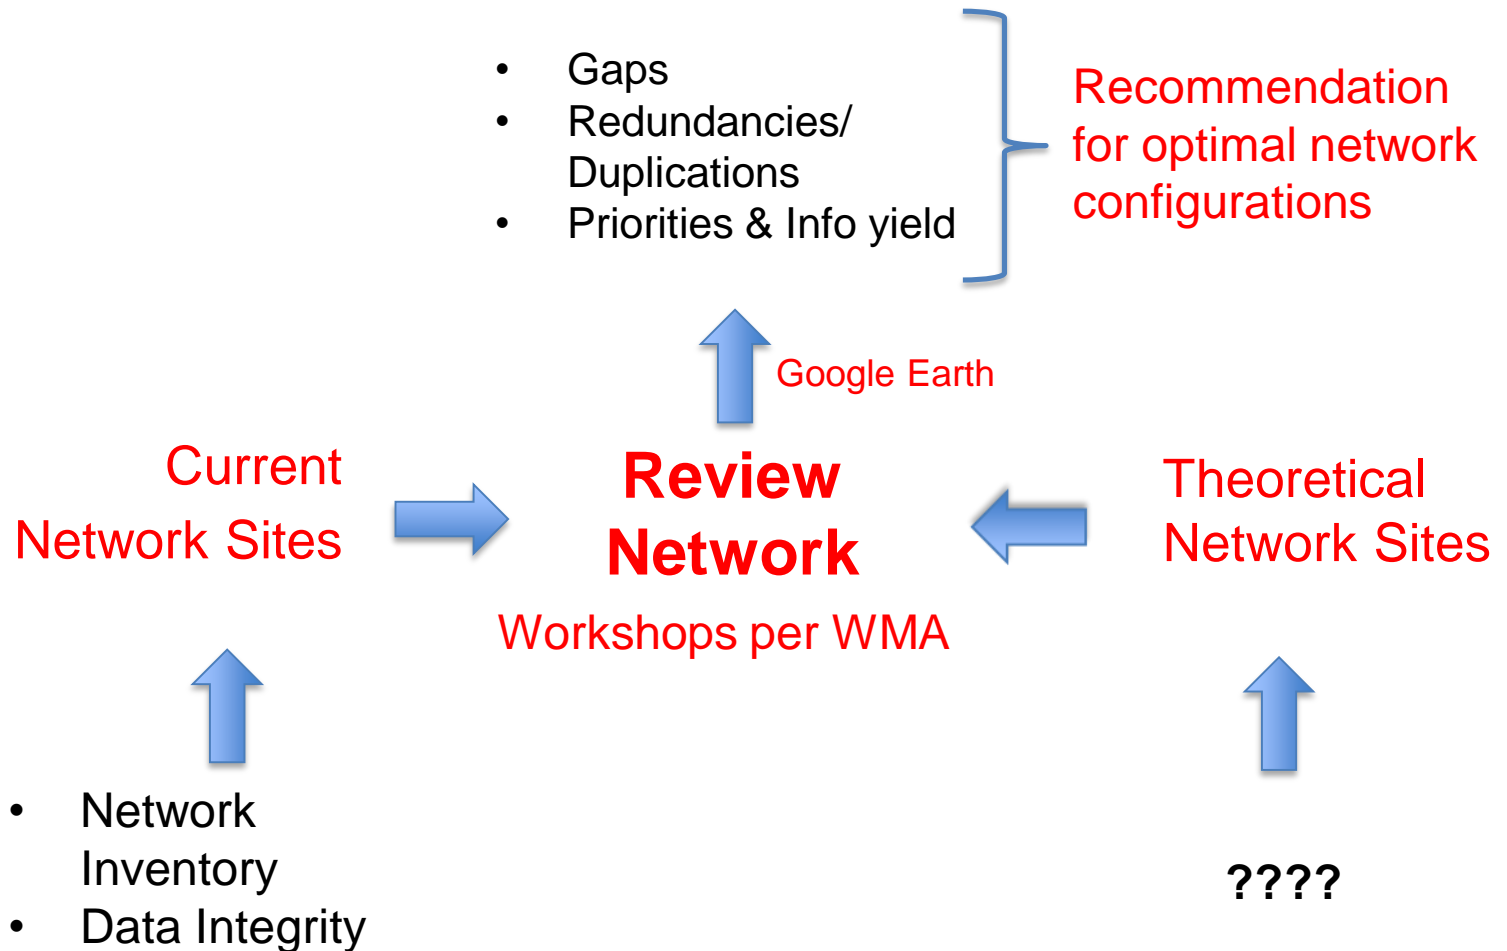 • Gaps
• Redundancies/
Duplications
• Priorities & Info yield
Recommendation
for optimal network
configurations
Google Earth
Current
Network Sites
Review
Network
Workshops per WMA
Theoretical
Network Sites
• Network
Inventory
• Data Integrity
????